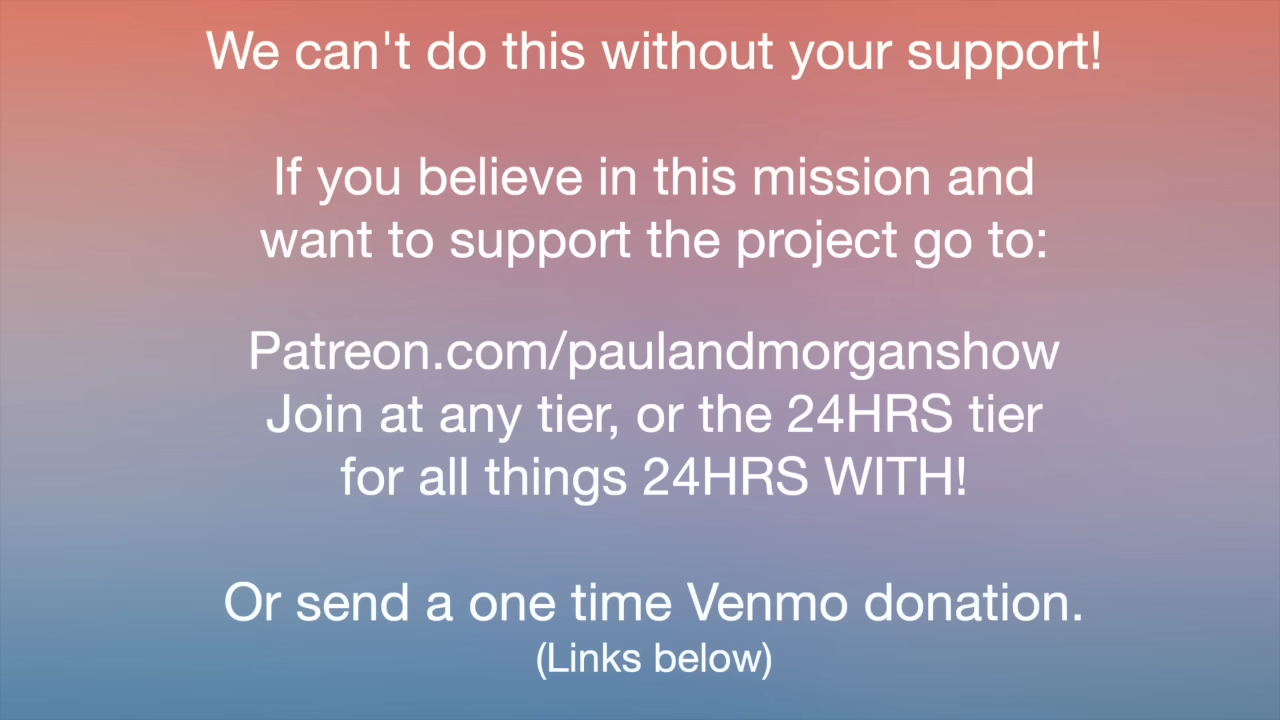 We can't do this without your support!
If you believe in this mission and
want to support the project go to:
Patreon.com/paulandmorganshow
Join at any tier, or the 24HRS tier
for all things 24HRS WITH!
Or send a one time Venmo donation.
(Links below)